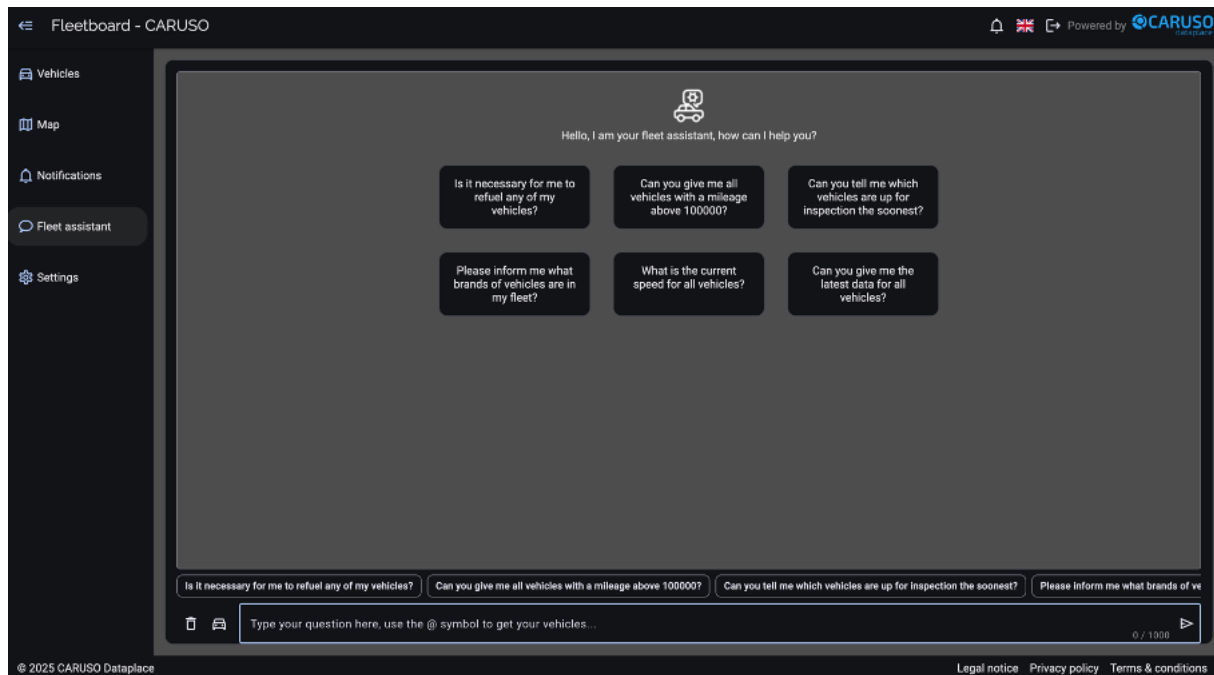 Fleetboard - CARUSO
Powered by CARUSO
dataplace
Vehicles
Map
Notifications
Fleet assistant
Settings
Hello, I am your fleet assistant, how can I help you?
Is it necessary for me to
refuel any of my
vehicles?
Can you give me all
vehicles with a mileage
above 100000?
Can you tell me which
vehicles are up for
inspection the soonest?
Please inform me what
brands of vehicles are in
my fleet?
What is the current
speed for all vehicles?
Can you give me the
latest data for all
vehicles?
Is it necessary for me to refuel any of my vehicles?
Can you give me all vehicles with a mileage above 100000?
Can you tell me which vehicles are up for inspection the soonest?
Please inform me what brands of ve
Type your question here, use the @ symbol to get your vehicles...
0 / 1000
© 2025 CARUSO Dataplace
Legal notice Privacy policy Terms & conditions